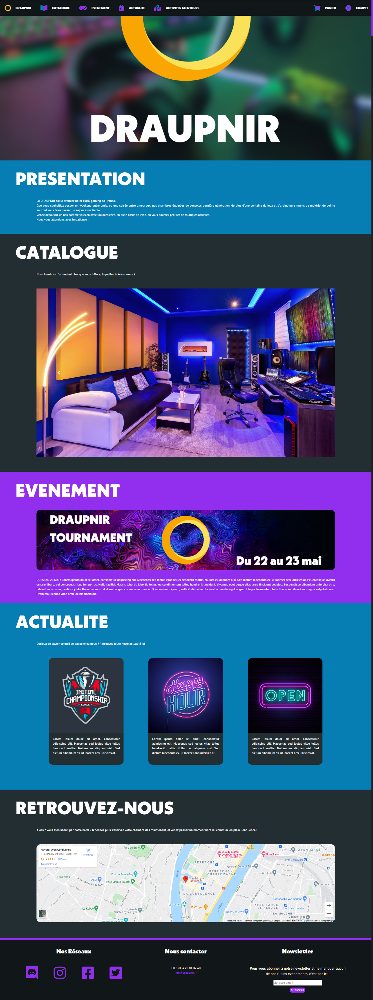 DRAUPNIR CATALOGUE EVENEMENT ACTUALITE ACTIVITES ALENTOURS PANIER COMPTE
DRAUPNIR
PRESENTATION
Le DRAUPNIR est le premier hotel 100% gaming de France.
Que vous souhaitiez passer un weekend entre amis, ou une soirée entre amoureux, nos chambres équipées de consoles dernière génération, de plus d'une centaine de jeux et d'ordinateurs munis de matériel de pointe
sauront vous faire passer un séjour inoubliable !
Venez découvrir un lieu comme vous en avez toujours rêvé, en plein cœur de Lyon, ou vous pourrez profiter de multiples activités.
Nous vous attendons avec impatience !
CATALOGUE
Nos chambres n'attendent plus que vous ! Alors, laquelle choisirez-vous ?
ALESIS
EVENEMENT
DRAUPNIR
TOURNAMENT
Du 22 au 23 mai
DU 22 AU 23 MAI ! Lorem ipsum dolor sit amet, consectetur adipiscing elit. Maecenas sed lectus vitae tellus hendrerit mattis. Nullam eu aliquam nisl. Sed dictum bibendum ex, ut laoreet orci ultricies at. Pellentesque viverra
ornare libero, vel consequat risus tempor ac. Nulla facilisi. Mauris lobortis lobortis tellus, eu condimentum tellus hendrerit tincidunt. Vivamus eget augue vitae arcu tincidunt sodales. Suspendisse bibendum ante pharetra,
bibendum eros eu, pretium justo. Donec vitae ex at diam congue cursus a eu mauris. Quisque enim ipsum, sollicitudin vitae placerat ac, mollis eget augue. Integer fermentum felis libero, in bibendum magna vulputate non.
Proin mollis nunc vitae arcu lacinia tincidunt.
ACTUALITE
Curieux de savoir ce qu'il se passe chez nous ? Retrouvez toute notre actualité ici !
INITIAL
CHAMPIONSHIP
LEAGUE
Lorem ipsum dolor sit amet, consectetur
adipiscing elit. Maecenas sed lectus vitae tellus
hendrerit mattis. Nullam eu aliquam nisl. Sed
dictum bibendum ex, ut laoreet orci ultricies at.
Happy
HOUR
Lorem ipsum dolor sit amet, consectetur
adipiscing elit. Maecenas sed lectus vitae tellus
hendrerit mattis. Nullam eu aliquam nisl. Sed
dictum bibendum ex, ut laoreet orci ultricies at.
OPEN
Lorem ipsum dolor sit amet, consectetur
adipiscing elit. Maecenas sed lectus vitae tellus
hendrerit mattis. Nullam eu aliquam nisl. Sed
dictum bibendum ex, ut laoreet orci ultricies at.
RETROUVEZ-NOUS
Alors ? Vous êtes séduit par notre hotel ? N'hésitez plus, réservez votre chambre dès maintenant, et venez passer un moment hors du commun, en plein Confluence !
Novotel Lyon Confluence
3 Rue Paul Montrochet, 69002 Lyon
Itinéraires
4,2 ★★★★☆ 987 avis
Agrandir le plan
Parc du Brulet
Les Fonds
ALDI
Avenue du Général de Gaulle
Fort de Sainte-Foy
Parc Marius Bourrat
Le Kubdo
Eglise de
Sainte-Foy-lès-Lyon
Tour du
Télégraphe Chappe
Saône
PERRACHE
Quality Suites
Lyon Confluence
Hôtel avec suites et
Hotel Lyon
La Poste
JEAN-MACÉ
Burger Kin
Lyon Jean-Macé
Quartier Général Frère
PERRACHE
CHARLEMAGNE
DHL EXPRESS
Novotel Lyon
Confluence
LA CONFLUENCE
Fourrière mun
La Sucrière
HEAT Lyon
Le Rhône
Promocash Lyon Gerland
YVES FARGE
- LE FLEUVE
Place Jean Jaurès
Super U et Drive
LA MOUCHE
Déchèterie de
Google
Raccourcis clavier Données cartographiques ©2021 Google Conditions d'utilisation Signaler une erreur cartographique
Nos Réseaux
Nous contacter
Tel : +334 25 84 32 48
info@draupnir.fr
Newsletter
Pour vous abonner à notre newsletter et ne manquer aucun
de nos futurs evenements, c'est par ici !
adresse email
S'inscrire